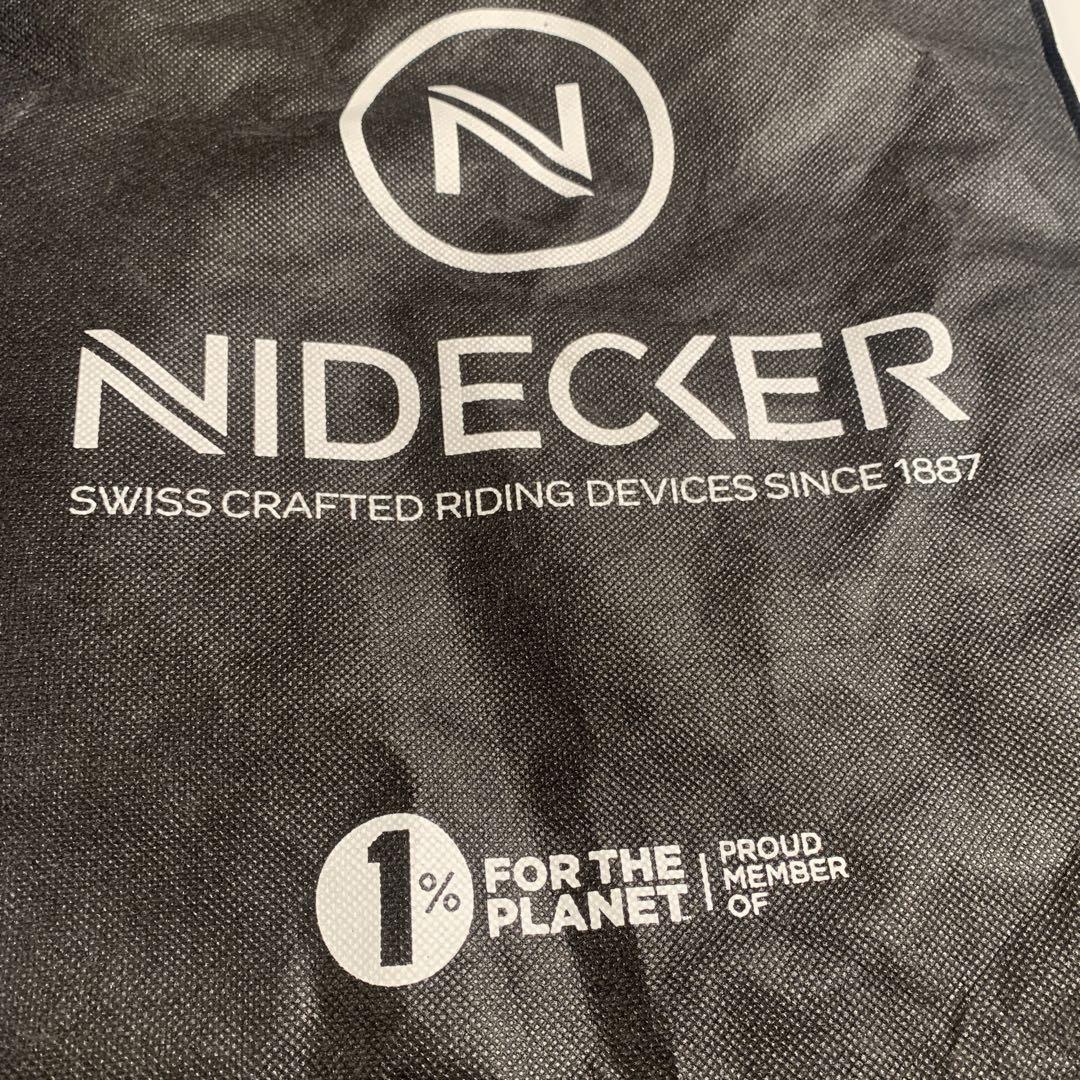 N
NIDECKER
SWISS CRAFTED RIDING DEVICES SINCE 1887
1%
FOR THE
PLANET
PROUD
MEMBER
OF